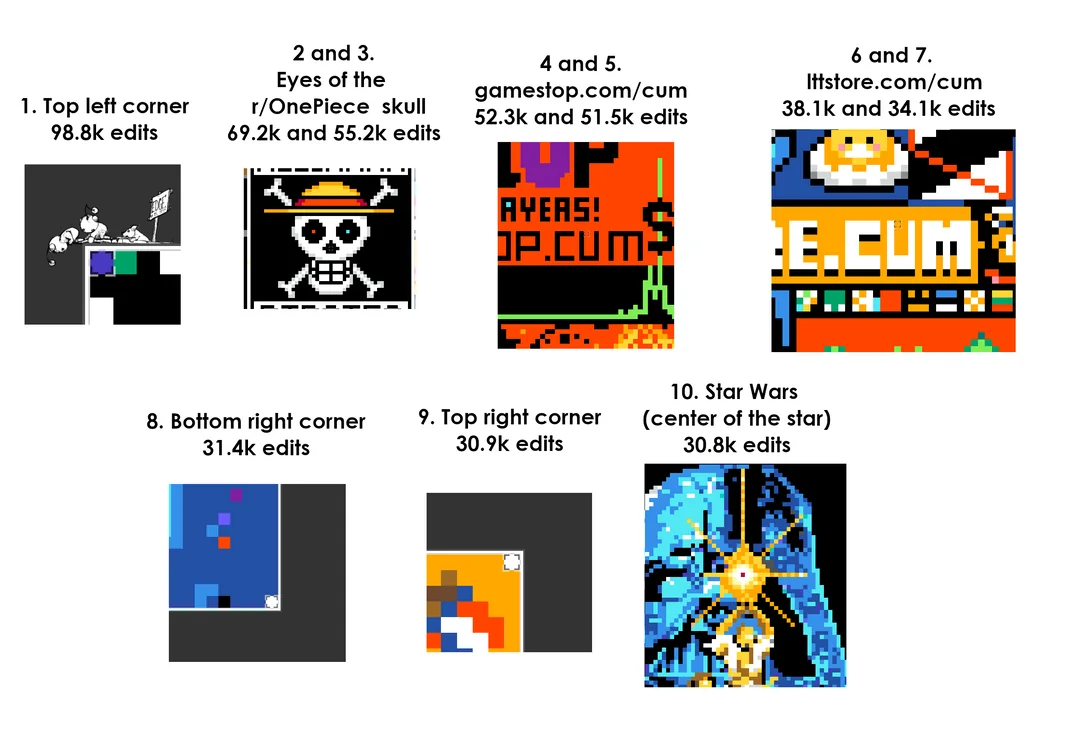 1. Top left corner
98.8k edits
2 and 3.
Eyes of the
r/OnePiece skull
69.2k and 55.2k edits
4 and 5.
gamestop.com/cum
52.3k and 51.5k edits
6 and 7.
lttstore.com/cum
38.1k and 34.1k edits
AYERS!
OP.CUM
$
E.CUM
8. Bottom right corner
31.4k edits
9. Top right corner
30.9k edits
10. Star Wars
(center of the star)
30.8k edits